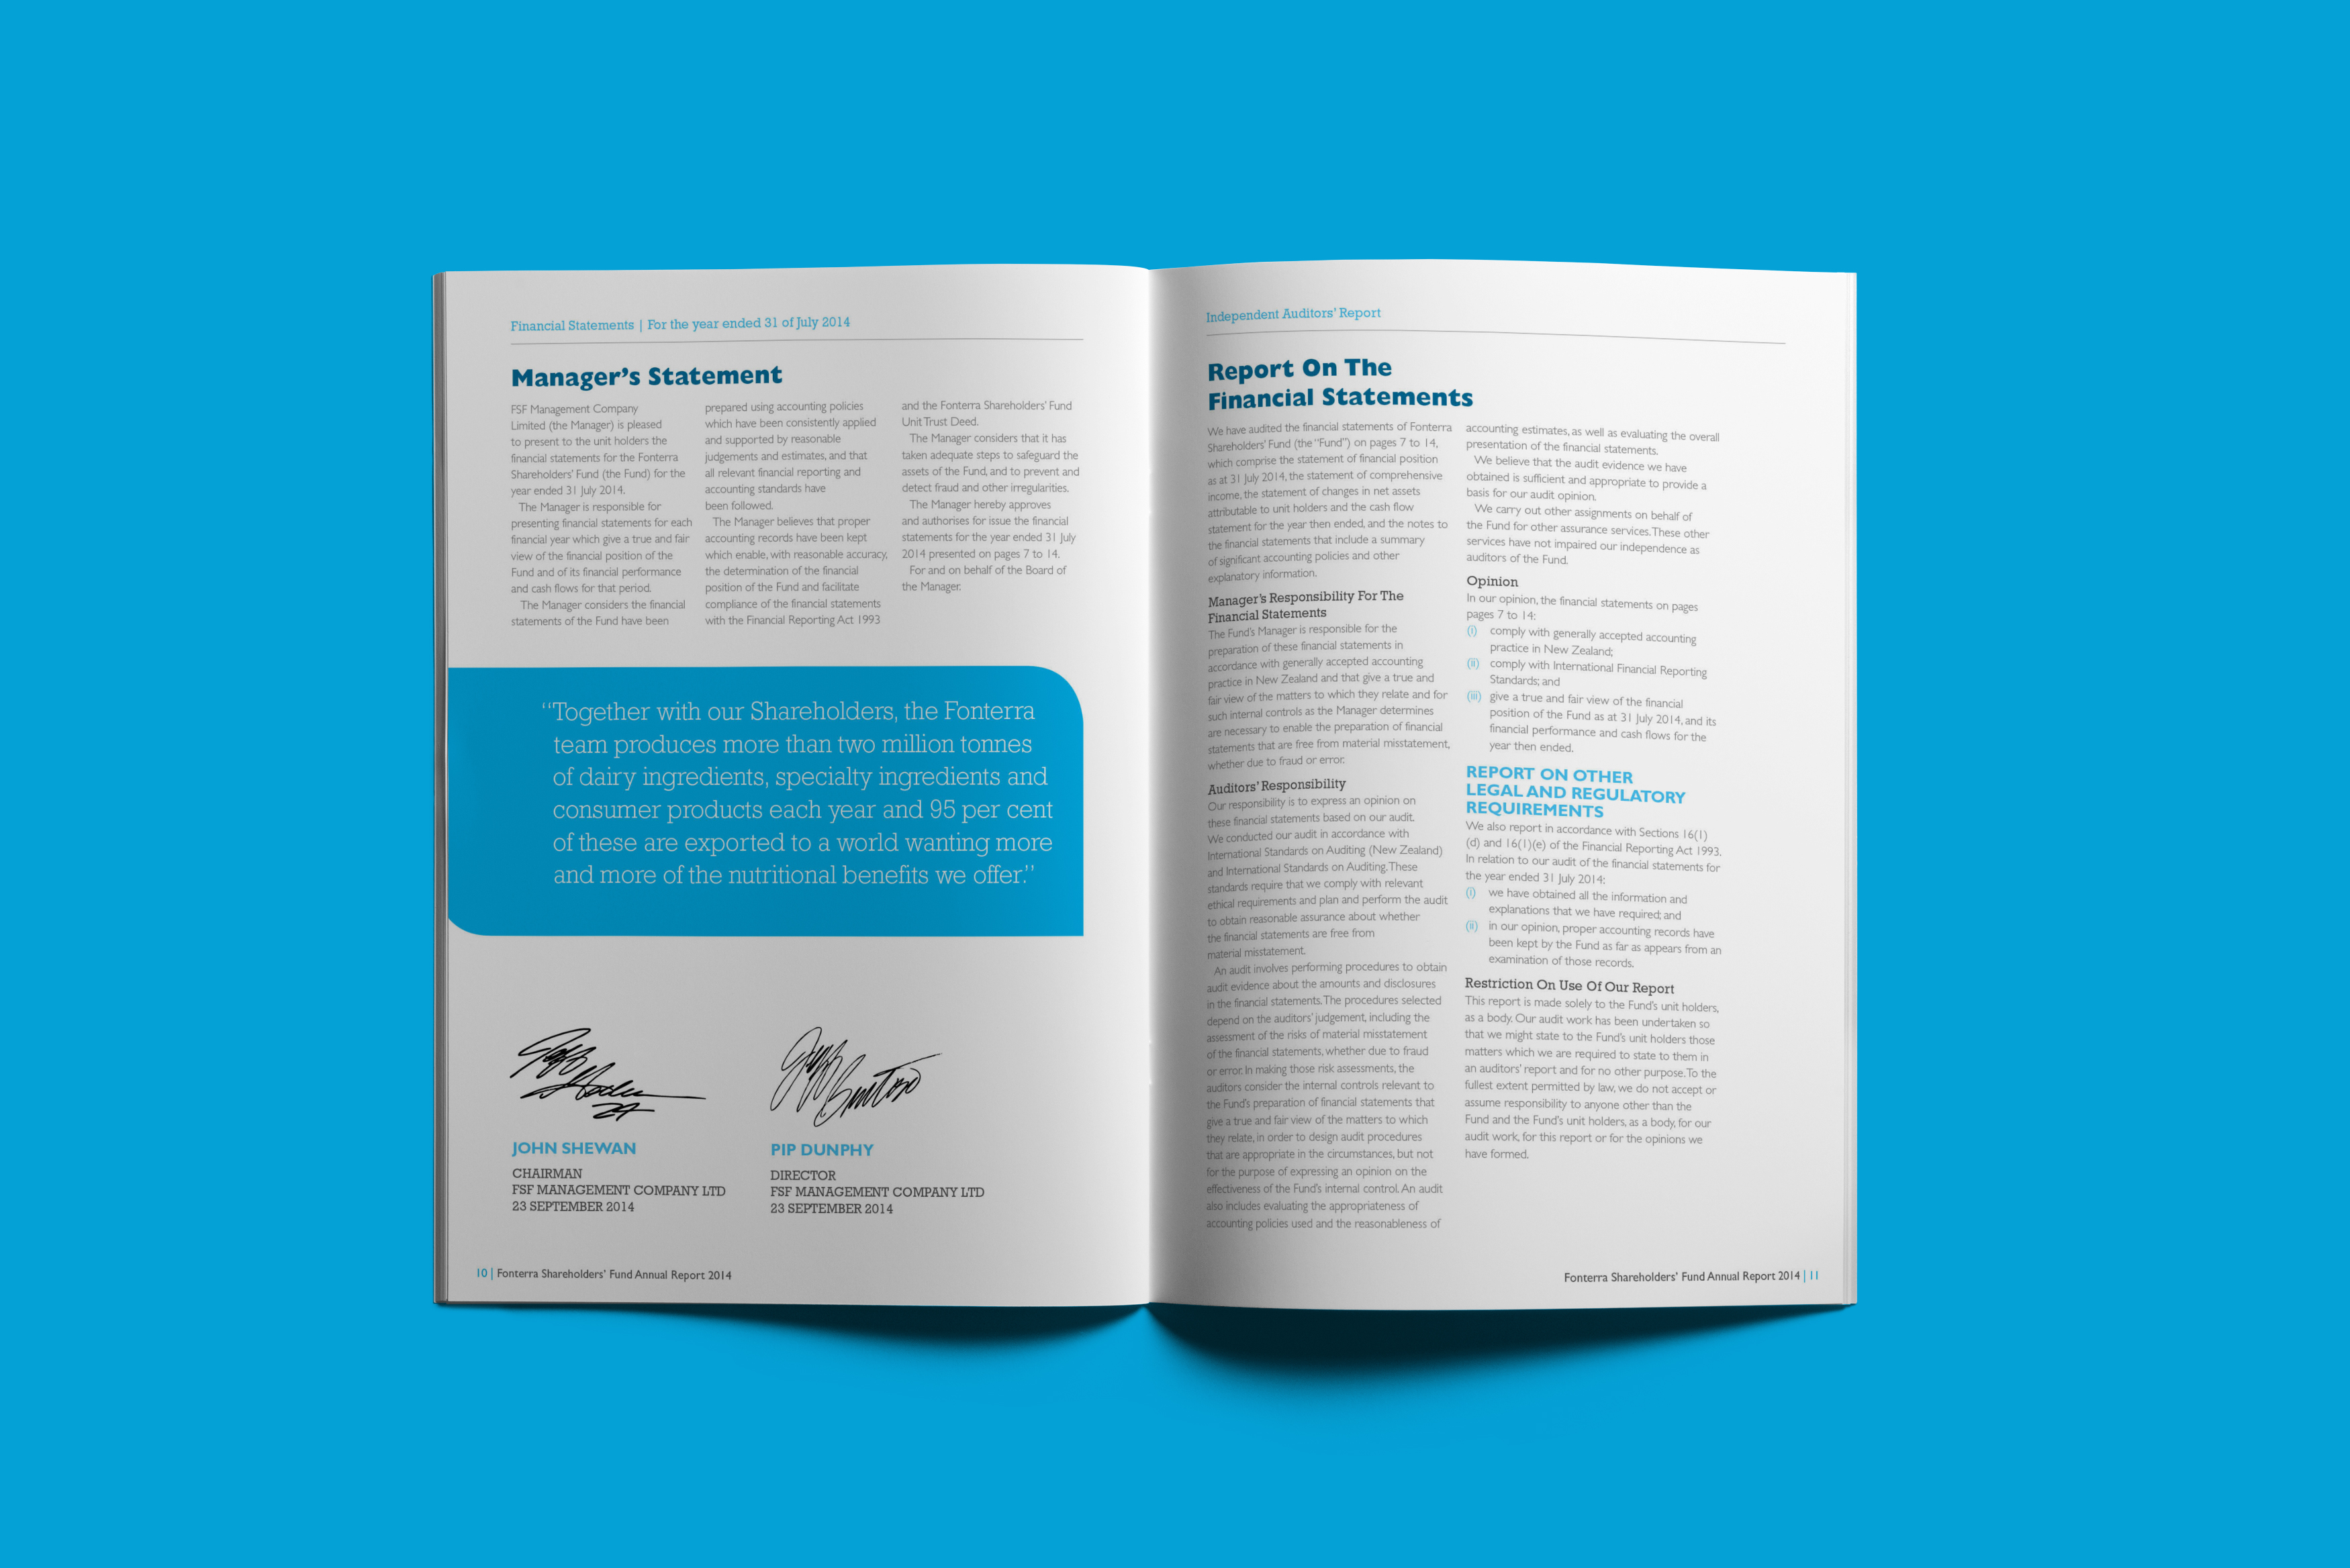 Financial Statements | For the year ended 31 of July 2014
Manager's Statement
FSF Management Company
Limited (the Manager) is pleased
to present to the unit holders the
financial statements for the Fonterra
Shareholders' Fund (the Fund) for the
year ended 31 July 2014.
The Manager is responsible for
presenting financial statements for each
financial year which give a true and fair
view of the financial position of the
Fund and of its financial performance
and cash flows for that period.
The Manager considers the financial
statements of the Fund have been
prepared using accounting policies
which have been consistently applied
and supported by reasonable
judgements and estimates, and that
all relevant financial reporting and
accounting standards have
been followed.
The Manager believes that proper
accounting records have been kept
which enable, with reasonable accuracy,
the determination of the financial
position of the Fund and facilitate
compliance of the financial statements
with the Financial Reporting Act 1993
and the Fonterra Shareholders' Fund
Unit Trust Deed.
The Manager considers that it has
taken adequate steps to safeguard the
assets of the Fund, and to prevent and
detect fraud and other irregularities.
The Manager hereby approves
and authorises for issue the financial
statements for the year ended 31 July
2014 presented on pages 7 to 14.
For and on behalf of the Board of
the Manager.
"Together with our Shareholders, the Fonterra
team produces more than two million tonnes
of dairy ingredients, specialty ingredients and
consumer products each year and 95 per cent
of these are exported to a world wanting more
and more of the nutritional benefits we offer."
JOHN SHEWAN
CHAIRMAN
FSF MANAGEMENT COMPANY LTD
23 SEPTEMBER 2014
PIP DUNPHY
DIRECTOR
FSF MANAGEMENT COMPANY LTD
23 SEPTEMBER 2014
10 | Fonterra Shareholders' Fund Annual Report 2014
Independent Auditors' Report
Report On The
Financial Statements
We have audited the financial statements of Fonterra
Shareholders' Fund (the "Fund") on pages 7 to 14,
which comprise the statement of financial position
as at 31 July 2014, the statement of comprehensive
income, the statement of changes in net assets
attributable to unit holders and the cash flow
statement for the year then ended, and the notes to
the financial statements that include a summary
of significant accounting policies and other
explanatory information.
Manager's Responsibility For The
Financial Statements
The Fund's Manager is responsible for the
preparation of these financial statements in
accordance with generally accepted accounting
practice in New Zealand and that give a true and
fair view of the matters to which they relate and for
such internal controls as the Manager determines
are necessary to enable the preparation of financial
statements that are free from material misstatement,
whether due to fraud or error.
Auditors' Responsibility
Our responsibility is to express an opinion on
these financial statements based on our audit.
We conducted our audit in accordance with
International Standards on Auditing (New Zealand)
and International Standards on Auditing. These
standards require that we comply with relevant
ethical requirements and plan and perform the audit
to obtain reasonable assurance about whether
the financial statements are free from
material misstatement.
An audit involves performing procedures to obtain
audit evidence about the amounts and disclosures
in the financial statements. The procedures selected
depend on the auditors' judgement, including the
assessment of the risks of material misstatement
of the financial statements, whether due to fraud
or error. In making those risk assessments, the
auditors consider the internal controls relevant to
the Fund's preparation of financial statements that
give a true and fair view of the matters to which
they relate, in order to design audit procedures
that are appropriate in the circumstances, but not
for the purpose of expressing an opinion on the
effectiveness of the Fund's internal control. An audit
also includes evaluating the appropriateness of
accounting policies used and the reasonableness of
accounting estimates, as well as evaluating the overall
presentation of the financial statements.
We believe that the audit evidence we have
obtained is sufficient and appropriate to provide a
basis for our audit opinion.
We carry out other assignments on behalf of
the Fund for other assurance services. These other
services have not impaired our independence as
auditors of the Fund.
Opinion
In our opinion, the financial statements on pages
pages 7 to 14:
(i) comply with generally accepted accounting
practice in New Zealand;
(ii) comply with International Financial Reporting
Standards; and
(iii) give a true and fair view of the financial
position of the Fund as at 31 July 2014, and its
financial performance and cash flows for the
year then ended.
REPORT ON OTHER
LEGAL AND REGULATORY
REQUIREMENTS
We also report in accordance with Sections 16(1)
(d) and 16(1)(e) of the Financial Reporting Act 1993.
In relation to our audit of the financial statements for
the year ended 31 July 2014:
(i) we have obtained all the information and
explanations that we have required; and
(ii) in our opinion, proper accounting records have
been kept by the Fund as far as appears from an
examination of those records.
Restriction On Use Of Our Report
This report is made solely to the Fund's unit holders,
as a body. Our audit work has been undertaken so
that we might state to the Fund's unit holders those
matters which we are required to state to them in
an auditors' report and for no other purpose. To the
fullest extent permitted by law, we do not accept or
assume responsibility to anyone other than the
Fund and the Fund's unit holders, as a body, for our
audit work, for this report or for the opinions we
have formed.
Fonterra Shareholders' Fund Annual Report 2014 | 11